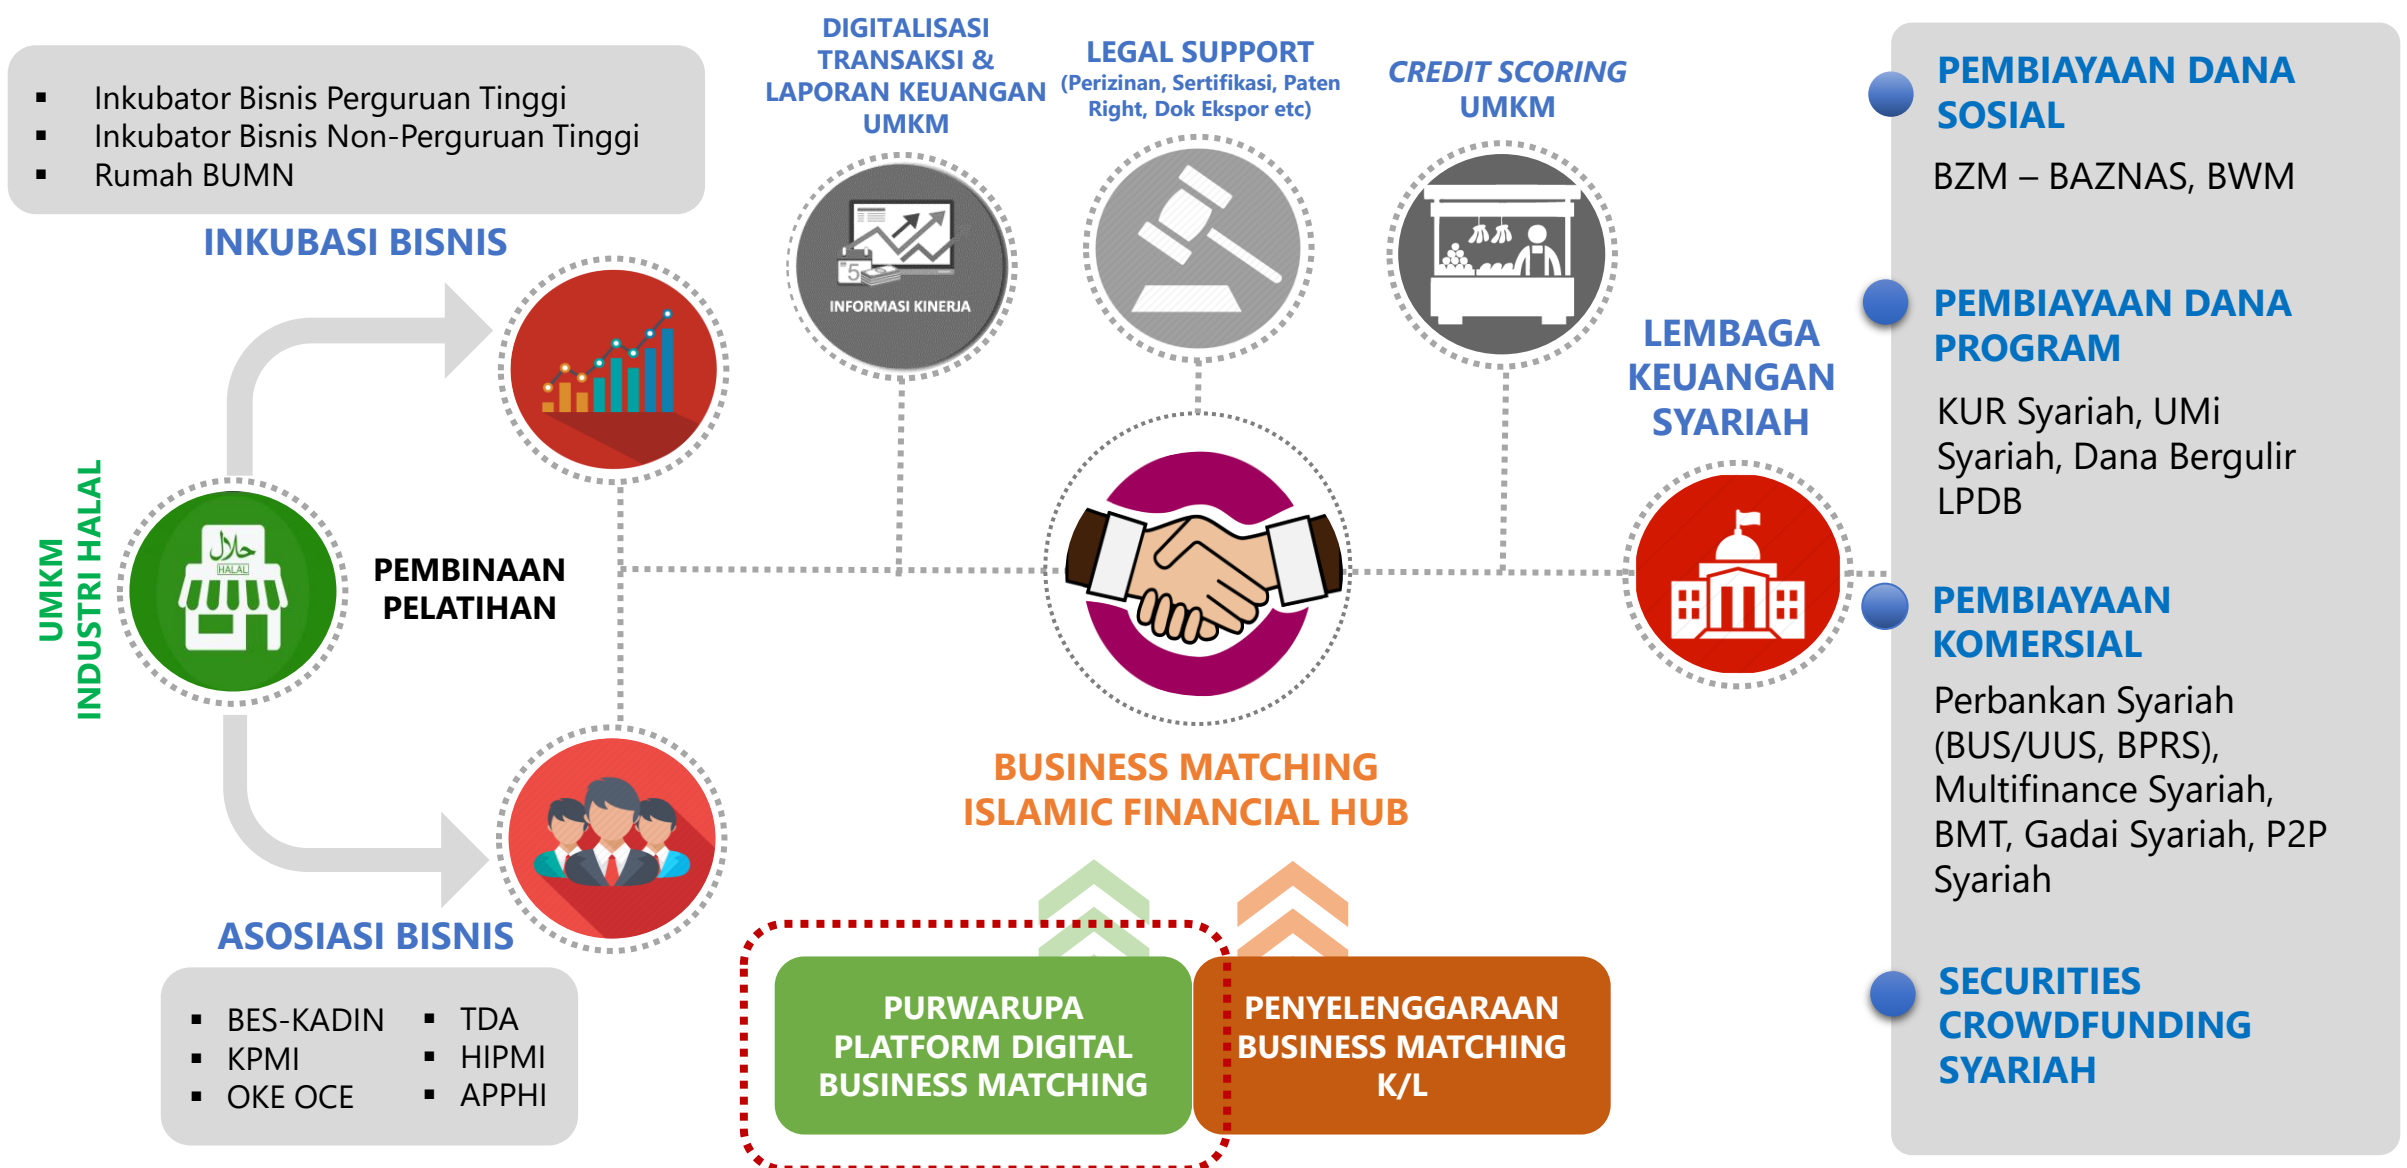 ▪ Inkubator Bisnis Perguruan Tinggi
▪ Inkubator Bisnis Non-Perguruan Tinggi
▪ Rumah BUMN
INKUBASI BISNIS
DIGITALISASI
TRANSAKSI &
LAPORAN KEUANGAN
UMKM
5
INFORMASI KINERJA
LEGAL SUPPORT
(Perizinan, Sertifikasi, Paten
Right, Dok Ekspor etc)
CREDIT SCORING
UMKM
UMKM
INDUSTRI HALAL
حلال
HALAL
PEMBINAAN
PELATIHAN
LEMBAGA
KEUANGAN
SYARIAH
BUSINESS MATCHING
ISLAMIC FINANCIAL HUB
ASOSIASI BISNIS
▪ BES-KADIN
▪ KPMI
▪ OKE OCE
▪ TDA
▪ HIPMI
▪ APPHI
PURWARUPA
PLATFORM DIGITAL
BUSINESS MATCHING
PENYELENGGARAAN
BUSINESS MATCHING
K/L
PEMBIAYAAN DANA
SOSIAL
BZM – BAZNAS, BWM
PEMBIAYAAN DANA
PROGRAM
KUR Syariah, UMi
Syariah, Dana Bergulir
LPDB
PEMBIAYAAN
KOMERSIAL
Perbankan Syariah
(BUS/UUS, BPRS),
Multifinance Syariah,
BMT, Gadai Syariah, P2P
Syariah
SECURITIES
CROWDFUNDING
SYARIAH